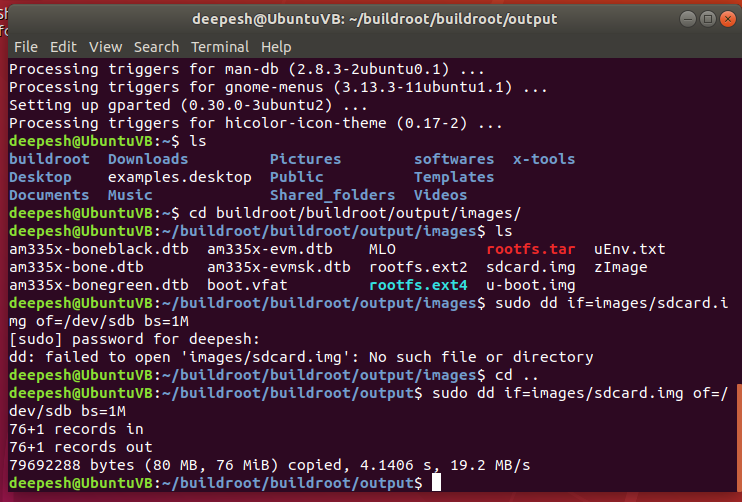 Sh
fo
deepesh@UbuntuVB: ~/buildroot/buildroot/output
File Edit View Search Terminal Help
Processing triggers for man-db (2.8.3-2ubuntu0.1) ...
Processing triggers for gnome-menus (3.13.3-11ubuntu1.1) ...
Setting up gparted (0.30.0-3ubuntu2) ...
Processing triggers for hicolor-icon-theme (0.17-2) ...
deepesh@UbuntuVB:~$ ls
buildroot Downloads Pictures softwares x-tools
Desktop examples.desktop Public Templates
Documents Music Shared_folders Videos
deepesh@UbuntuVB:~$ cd buildroot/buildroot/output/images/
deepesh@UbuntuVB:~/buildroot/buildroot/output/images$ ls
am335x-boneblack.dtb am335x-evm.dtb MLO rootfs.tar uEnv.txt
am335x-bone.dtb am335x-evmsk.dtb rootfs.ext2 sdcard.img zImage
am335x-bonegreen.dtb boot.vfat rootfs.ext4 u-boot.img
deepesh@UbuntuVB:~/buildroot/buildroot/output/images$ sudo dd if=images/sdcard.i
mg of=/dev/sdb bs=1M
[sudo] password for deepesh:
dd: failed to open 'images/sdcard.img': No such file or directory
deepesh@UbuntuVB:~/buildroot/buildroot/output/images$ cd ..
deepesh@UbuntuVB:~/buildroot/buildroot/output$ sudo dd if=images/sdcard.img of=/
dev/sdb bs=1M
76+1 records in
76+1 records out
79692288 bytes (80 MB, 76 MiB) copied, 4.1406 s, 19.2 MB/s
deepesh@UbuntuVB:~/buildroot/buildroot/output$